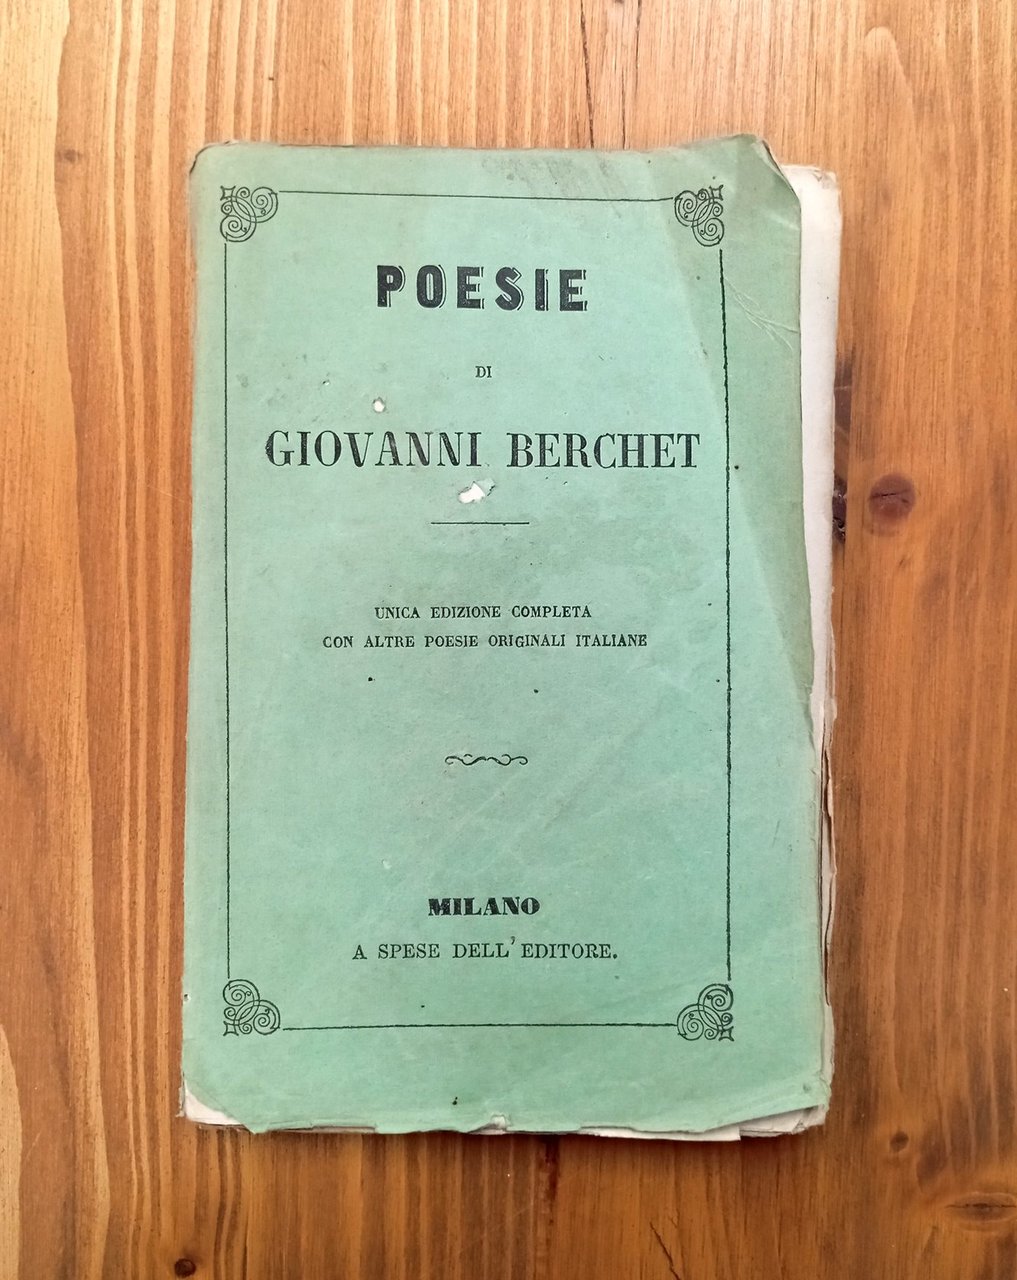 POESIE
DI
GIOVANNI BERCHET
UNICA EDIZIONE COMPLETA
CON ALTRE POESIE ORIGINALI ITALIANE
MILANO
A SPESE DELL'EDITORE.